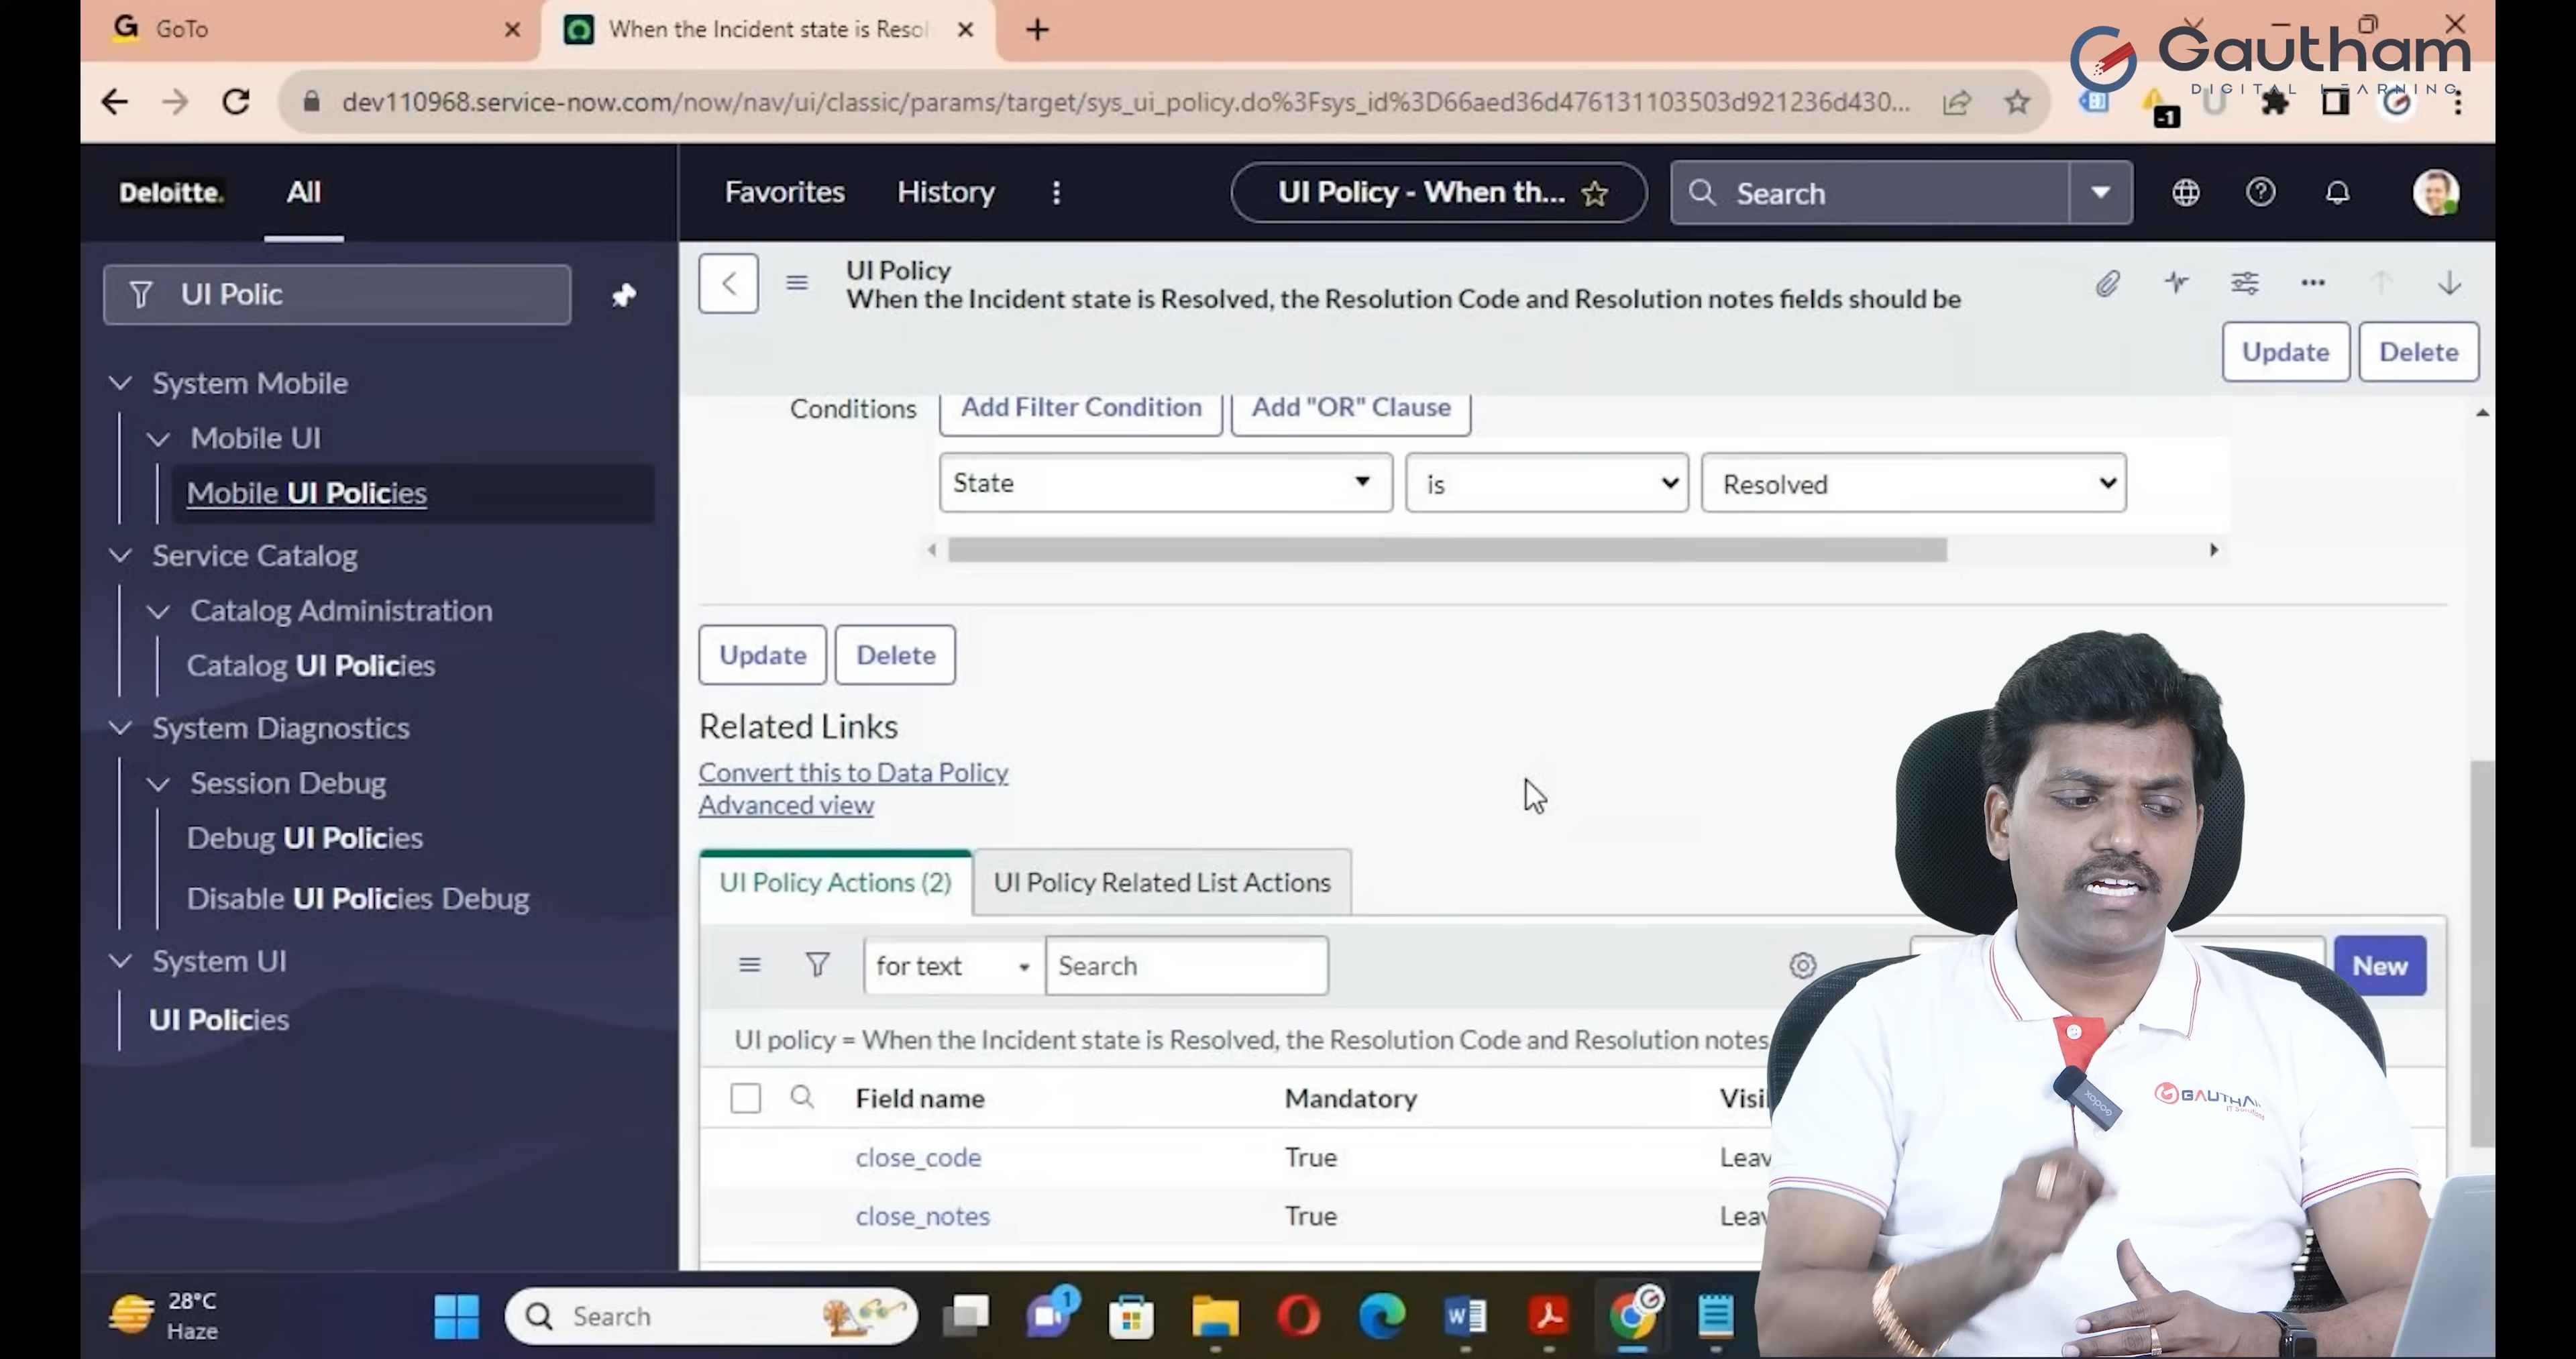 GoTo
When the Incident state is Resol
Gautham
DIGITAL LEARNING
dev110968.service-now.com/now/nav/ui/classic/params/target/sys_ui_policy.do%3Fsys_id%3D66aed36d476131103503d921236d430...
-1
Deloitte.
All
Favorites
History
UI Policy - When th...
Search
UI Polic
System Mobile
Mobile UI
Mobile UI Policies
Service Catalog
Catalog Administration
Catalog UI Policies
System Diagnostics
Session Debug
Debug UI Policies
Disable UI Policies Debug
System UI
UI Policies
UI Policy
When the Incident state is Resolved, the Resolution Code and Resolution notes fields should be
Update
Delete
Conditions
Add Filter Condition
Add "OR" Clause
State
is
Resolved
Update
Delete
Related Links
Convert this to Data Policy
Advanced view
UI Policy Actions (2)
UI Policy Related List Actions
for text
Search
New
UI policy = When the Incident state is Resolved, the Resolution Code and Resolution notes
Field name
Mandatory
Visi
close_code
True
Leav
close_notes
True
Leav
GAUTHAM
IT Solutions
28°C
Haze
Search
1